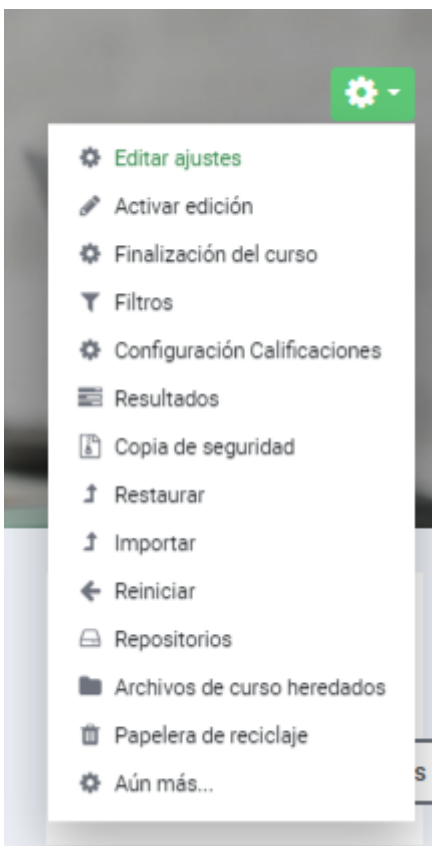 Editar ajustes
Activar edición
Finalización del curso
Filtros
Configuración Calificaciones
Resultados
Copia de seguridad
Restaurar
Importar
Reiniciar
Repositorios
Archivos de curso heredados
Papelera de reciclaje
Aún más...
s